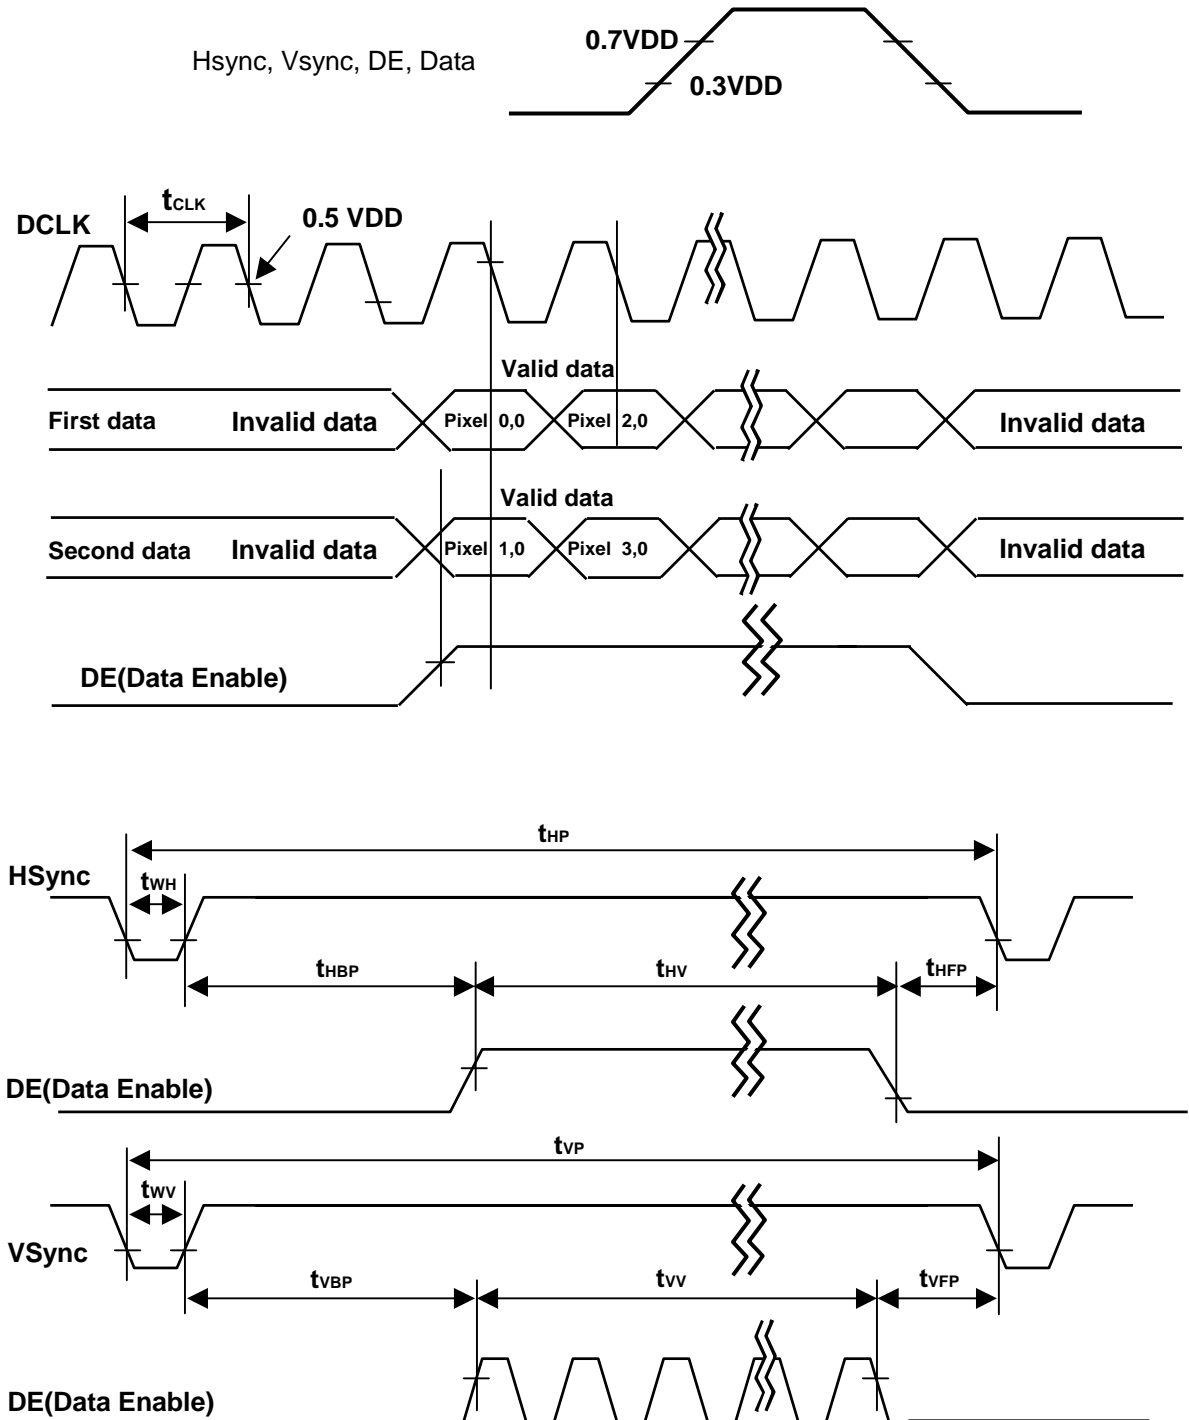 0.7VDD
Hsync, Vsync, DE, Data
0.3VDD
tCLK
DCLK
0.5 VDD
Valid data
First data Invalid data Pixel 0,0 Pixel 2,0 Invalid data
Valid data
Second data Invalid data Pixel 1,0 Pixel 3,0 Invalid data
DE(Data Enable)
tHP
HSync
tWH
tHBP tHV tHFP
DE(Data Enable)
tVP
tWV
VSync
tVBP tVV tVFP
DE(Data Enable)